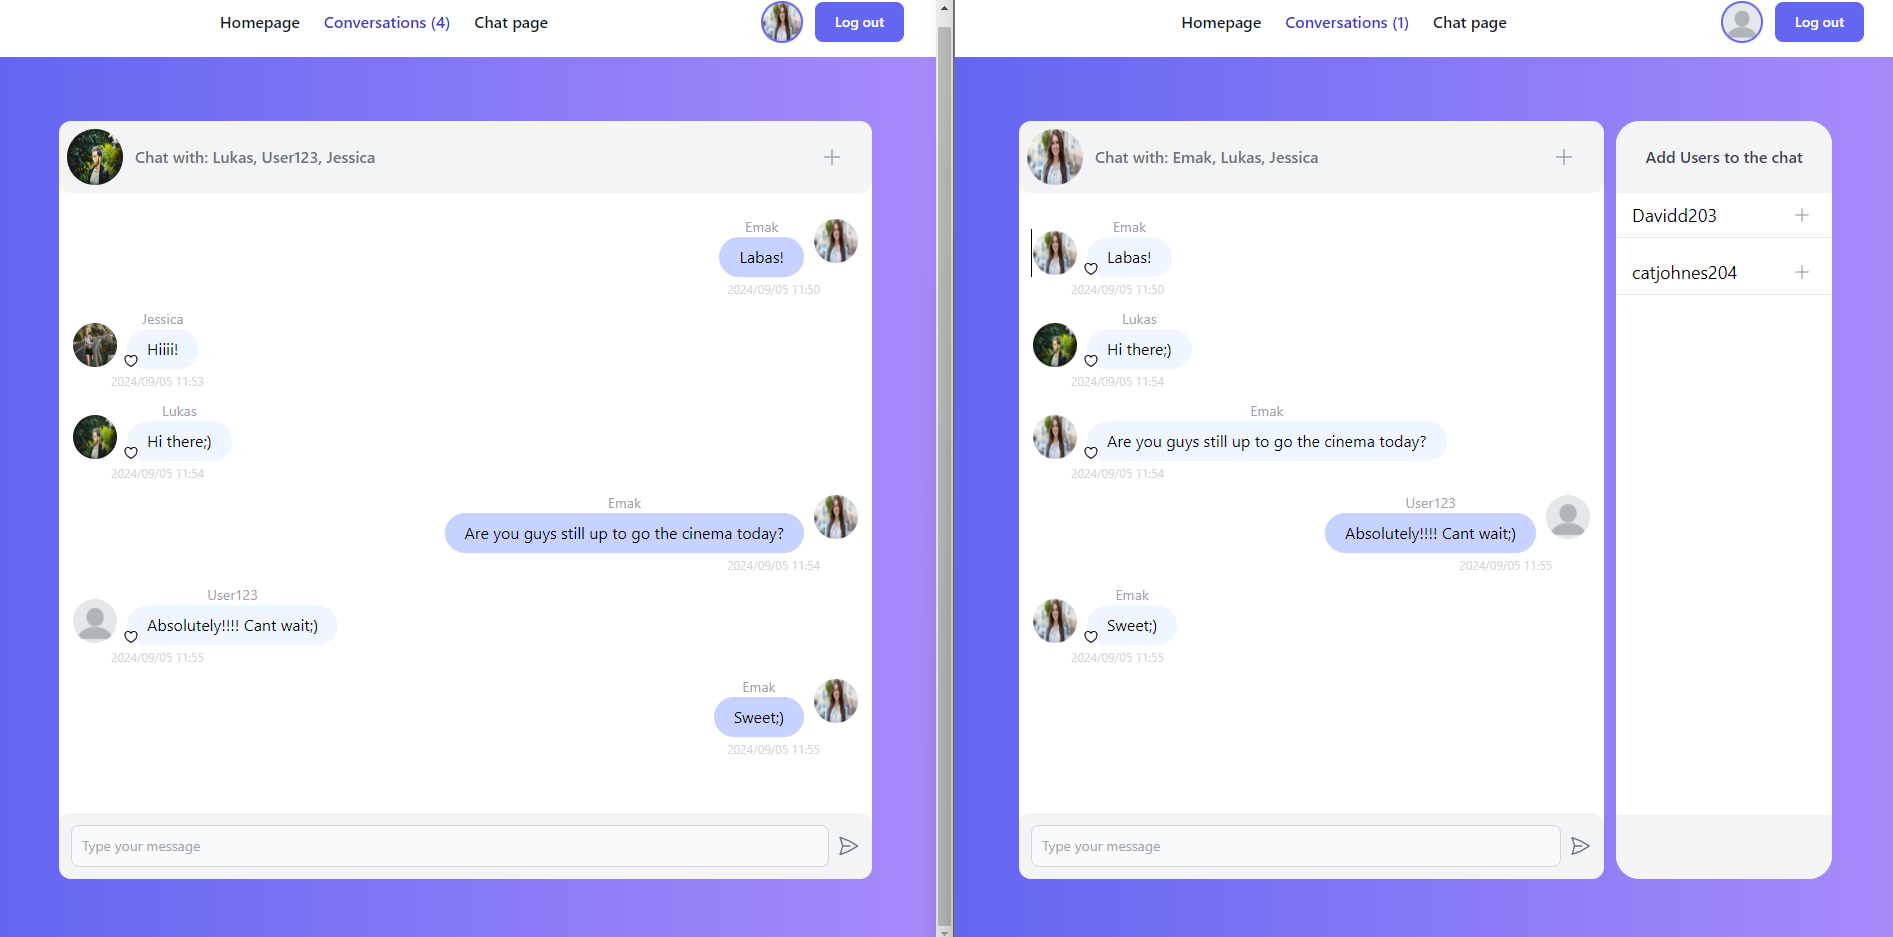 Homepage Conversations (4) Chat page Log out
Chat with: Lukas, User123, Jessica
Emak
Labas!
2024/09/05 11:50
Jessica
Hiiii!
2024/09/05 11:53
Lukas
Hi there;)
2024/09/05 11:54
Emak
Are you guys still up to go the cinema today?
2024/09/05 11:54
User123
Absolutely!!!! Cant wait;)
2024/09/05 11:55
Emak
Sweet;)
2024/09/05 11:55
Type your message
Homepage Conversations (1) Chat page Log out
Chat with: Emak, Lukas, Jessica
Emak
Labas!
2024/09/05 11:50
Lukas
Hi there;)
2024/09/05 11:54
Emak
Are you guys still up to go the cinema today?
2024/09/05 11:54
User123
Absolutely!!!! Cant wait;)
2024/09/05 11:55
Emak
Sweet;)
2024/09/05 11:55
Type your message
Add Users to the chat
Davidd203
catjohnes204